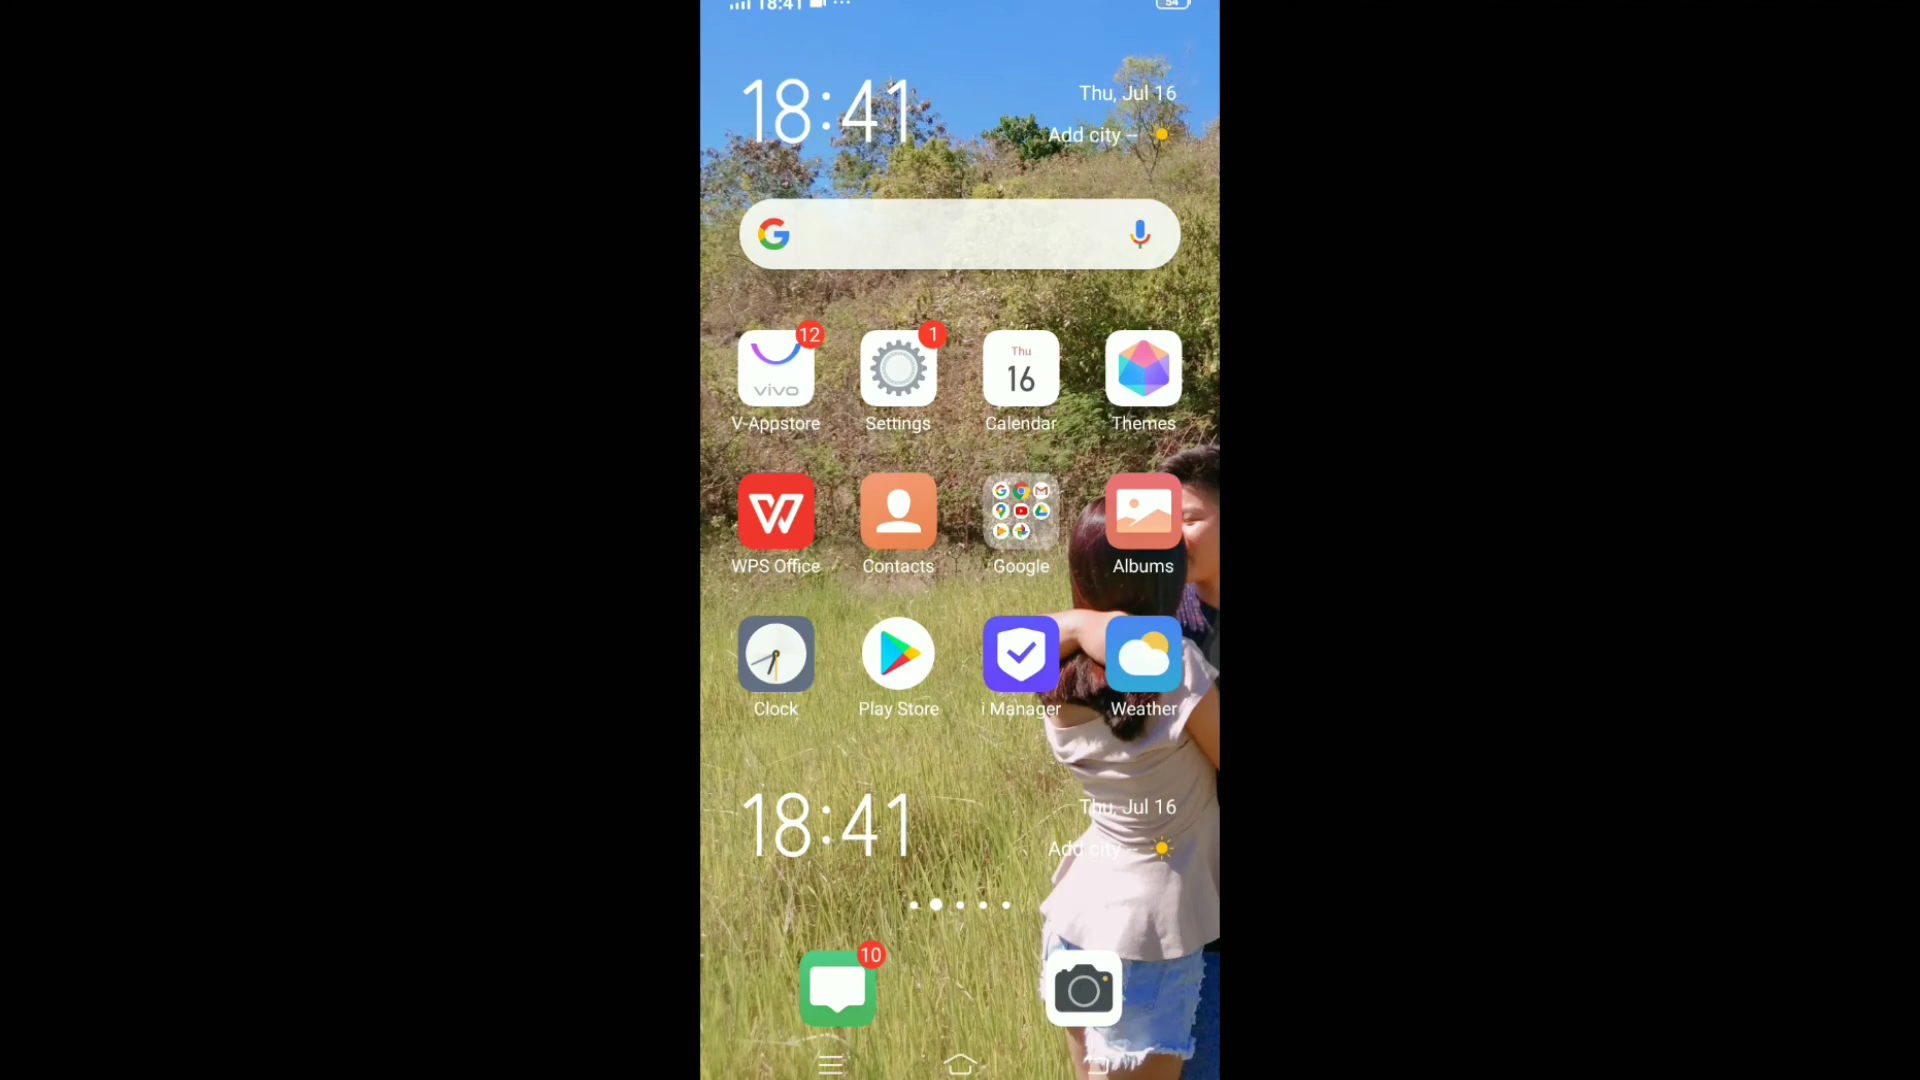 18:41
54
18:41
Thu, Jul 16
Add city –
12
1
vivo
Thu
16
V-Appstore
Settings
Calendar
Themes
WPS Office
Contacts
Google
Albums
Clock
Play Store
i Manager
Weather
18:41
Thu, Jul 16
Add city –
10